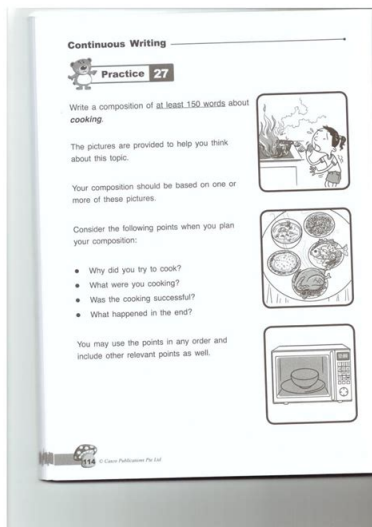 Continuous Writing
Practice 27
Write a composition of at least 150 words about
cooking.
The pictures are provided to help you think
about this topic.
Your composition should be based on one or
more of these pictures.
Consider the following points when you plan
your composition:
• Why did you try to cook?
• What were you cooking?
• Was the cooking successful?
• What happened in the end?
You may use the points in any order and
include other relevant points as well.
114 © Casco Publications Pte Ltd